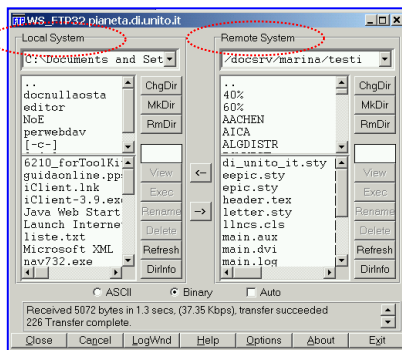 WS_FTP32 pianeta.di.unito.it
Local System
C:\Documents and Set
..
docnullaosta
editor
NoE
perwebdav
[-c-]
ChgDir
MkDir
RmDir
6210_forToolKi
guidaonline.pps
iClient.lnk
iClient-3.9.exe
Java Web Start
Launch Interne
liste.txt
Microsoft XML
nav732.exe
View
Exec
Rename
Delete
Refresh
DirInfo
<--
-->
Remote System
/docsrv/marina/testi
..
40%
60%
AACHEN
AICA
ALGDISTR
ChgDir
MkDir
RmDir
di_unito_it.sty
eepic.sty
epic.sty
header.tex
letter.sty
llncs.cls
main.aux
main.dvi
main.log
View
Exec
Rename
Delete
Refresh
DirInfo
ASCII Binary Auto
Received 5072 bytes in 1.3 secs, (37.35 Kbps), transfer succeeded
226 Transfer complete.
Close Cancel LogWnd Help Options About Exit